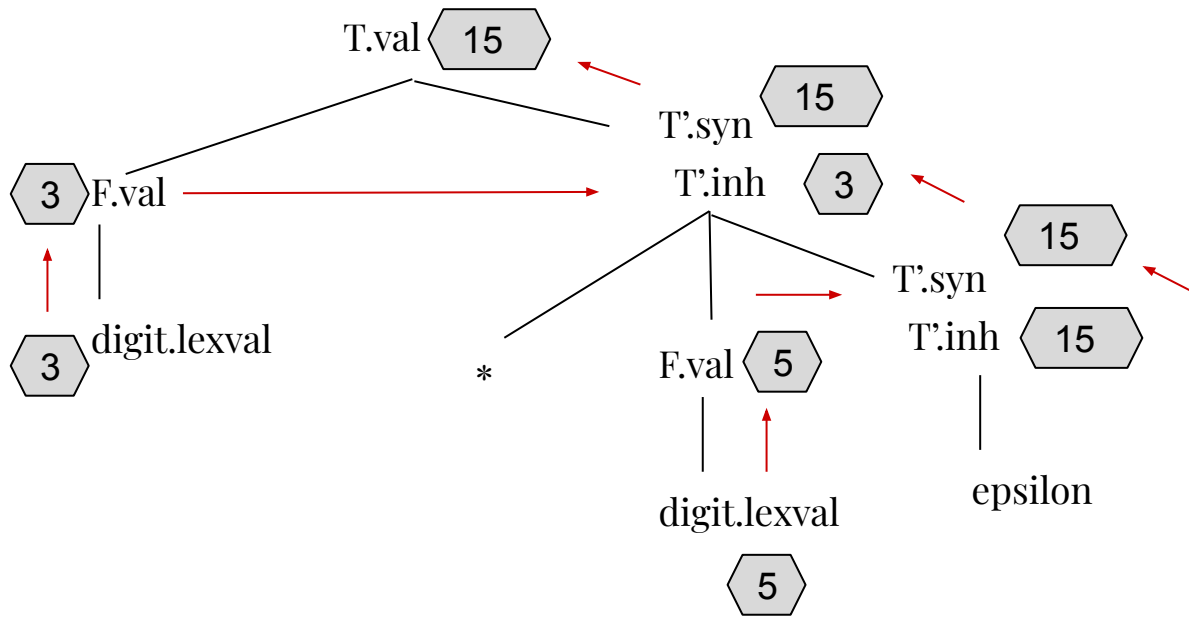 T.val 15
15
T'.syn
3 F.val
T'.inh 3
15
T'.syn
3 digit.lexval
T'.inh 15
*
F.val 5
epsilon
digit.lexval
5